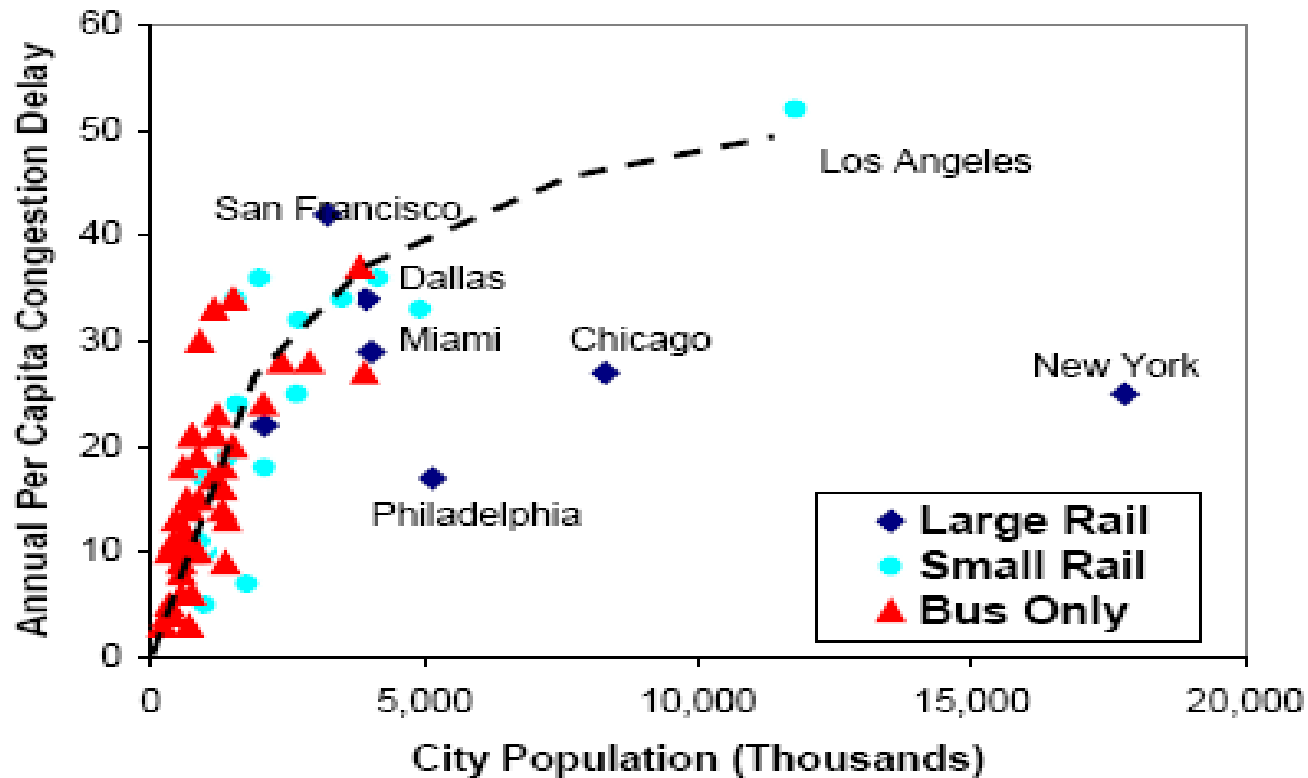 Annual Per Capita Congestion Delay
60
50
40
30
20
10
0
San Francisco
Los Angeles
Dallas
Miami
Chicago
New York
Philadelphia
Large Rail
Small Rail
Bus Only
0
5,000
10,000
15,000
20,000
City Population (Thousands)